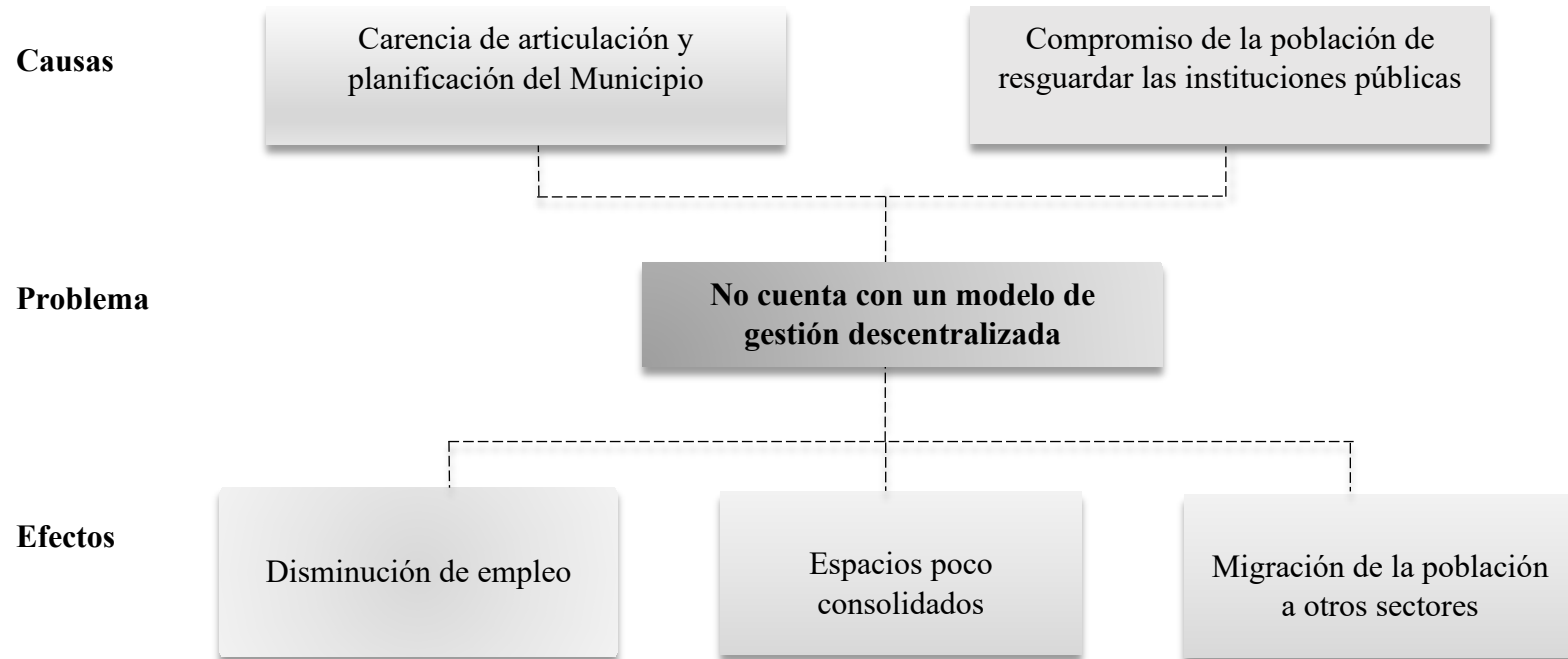 Causas
Carencia de articulación y
planificación del Municipio
Compromiso de la población de
resguardar las instituciones públicas
Problema
No cuenta con un modelo de
gestión descentralizada
Efectos
Disminución de empleo
Espacios poco
consolidados
Migración de la población
a otros sectores